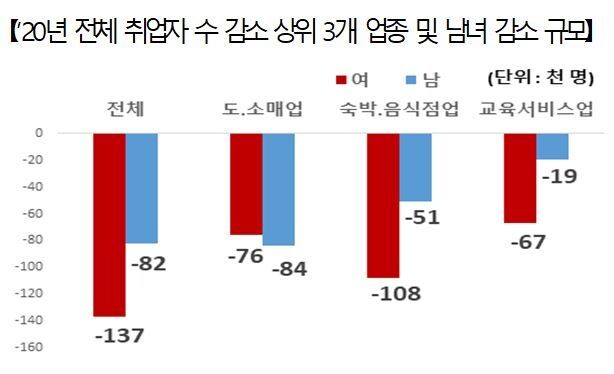 【'20년 전체 취업자 수 감소 상위 3개 업종 및 남녀 감소 규모】
여 남 (단위 : 천 명)
전체 도.소매업 숙박.음식점업 교육서비스업
0
-20
-40
-60
-80
-100
-120
-140
-160
-137 -82 -76 -84 -108 -51 -67 -19